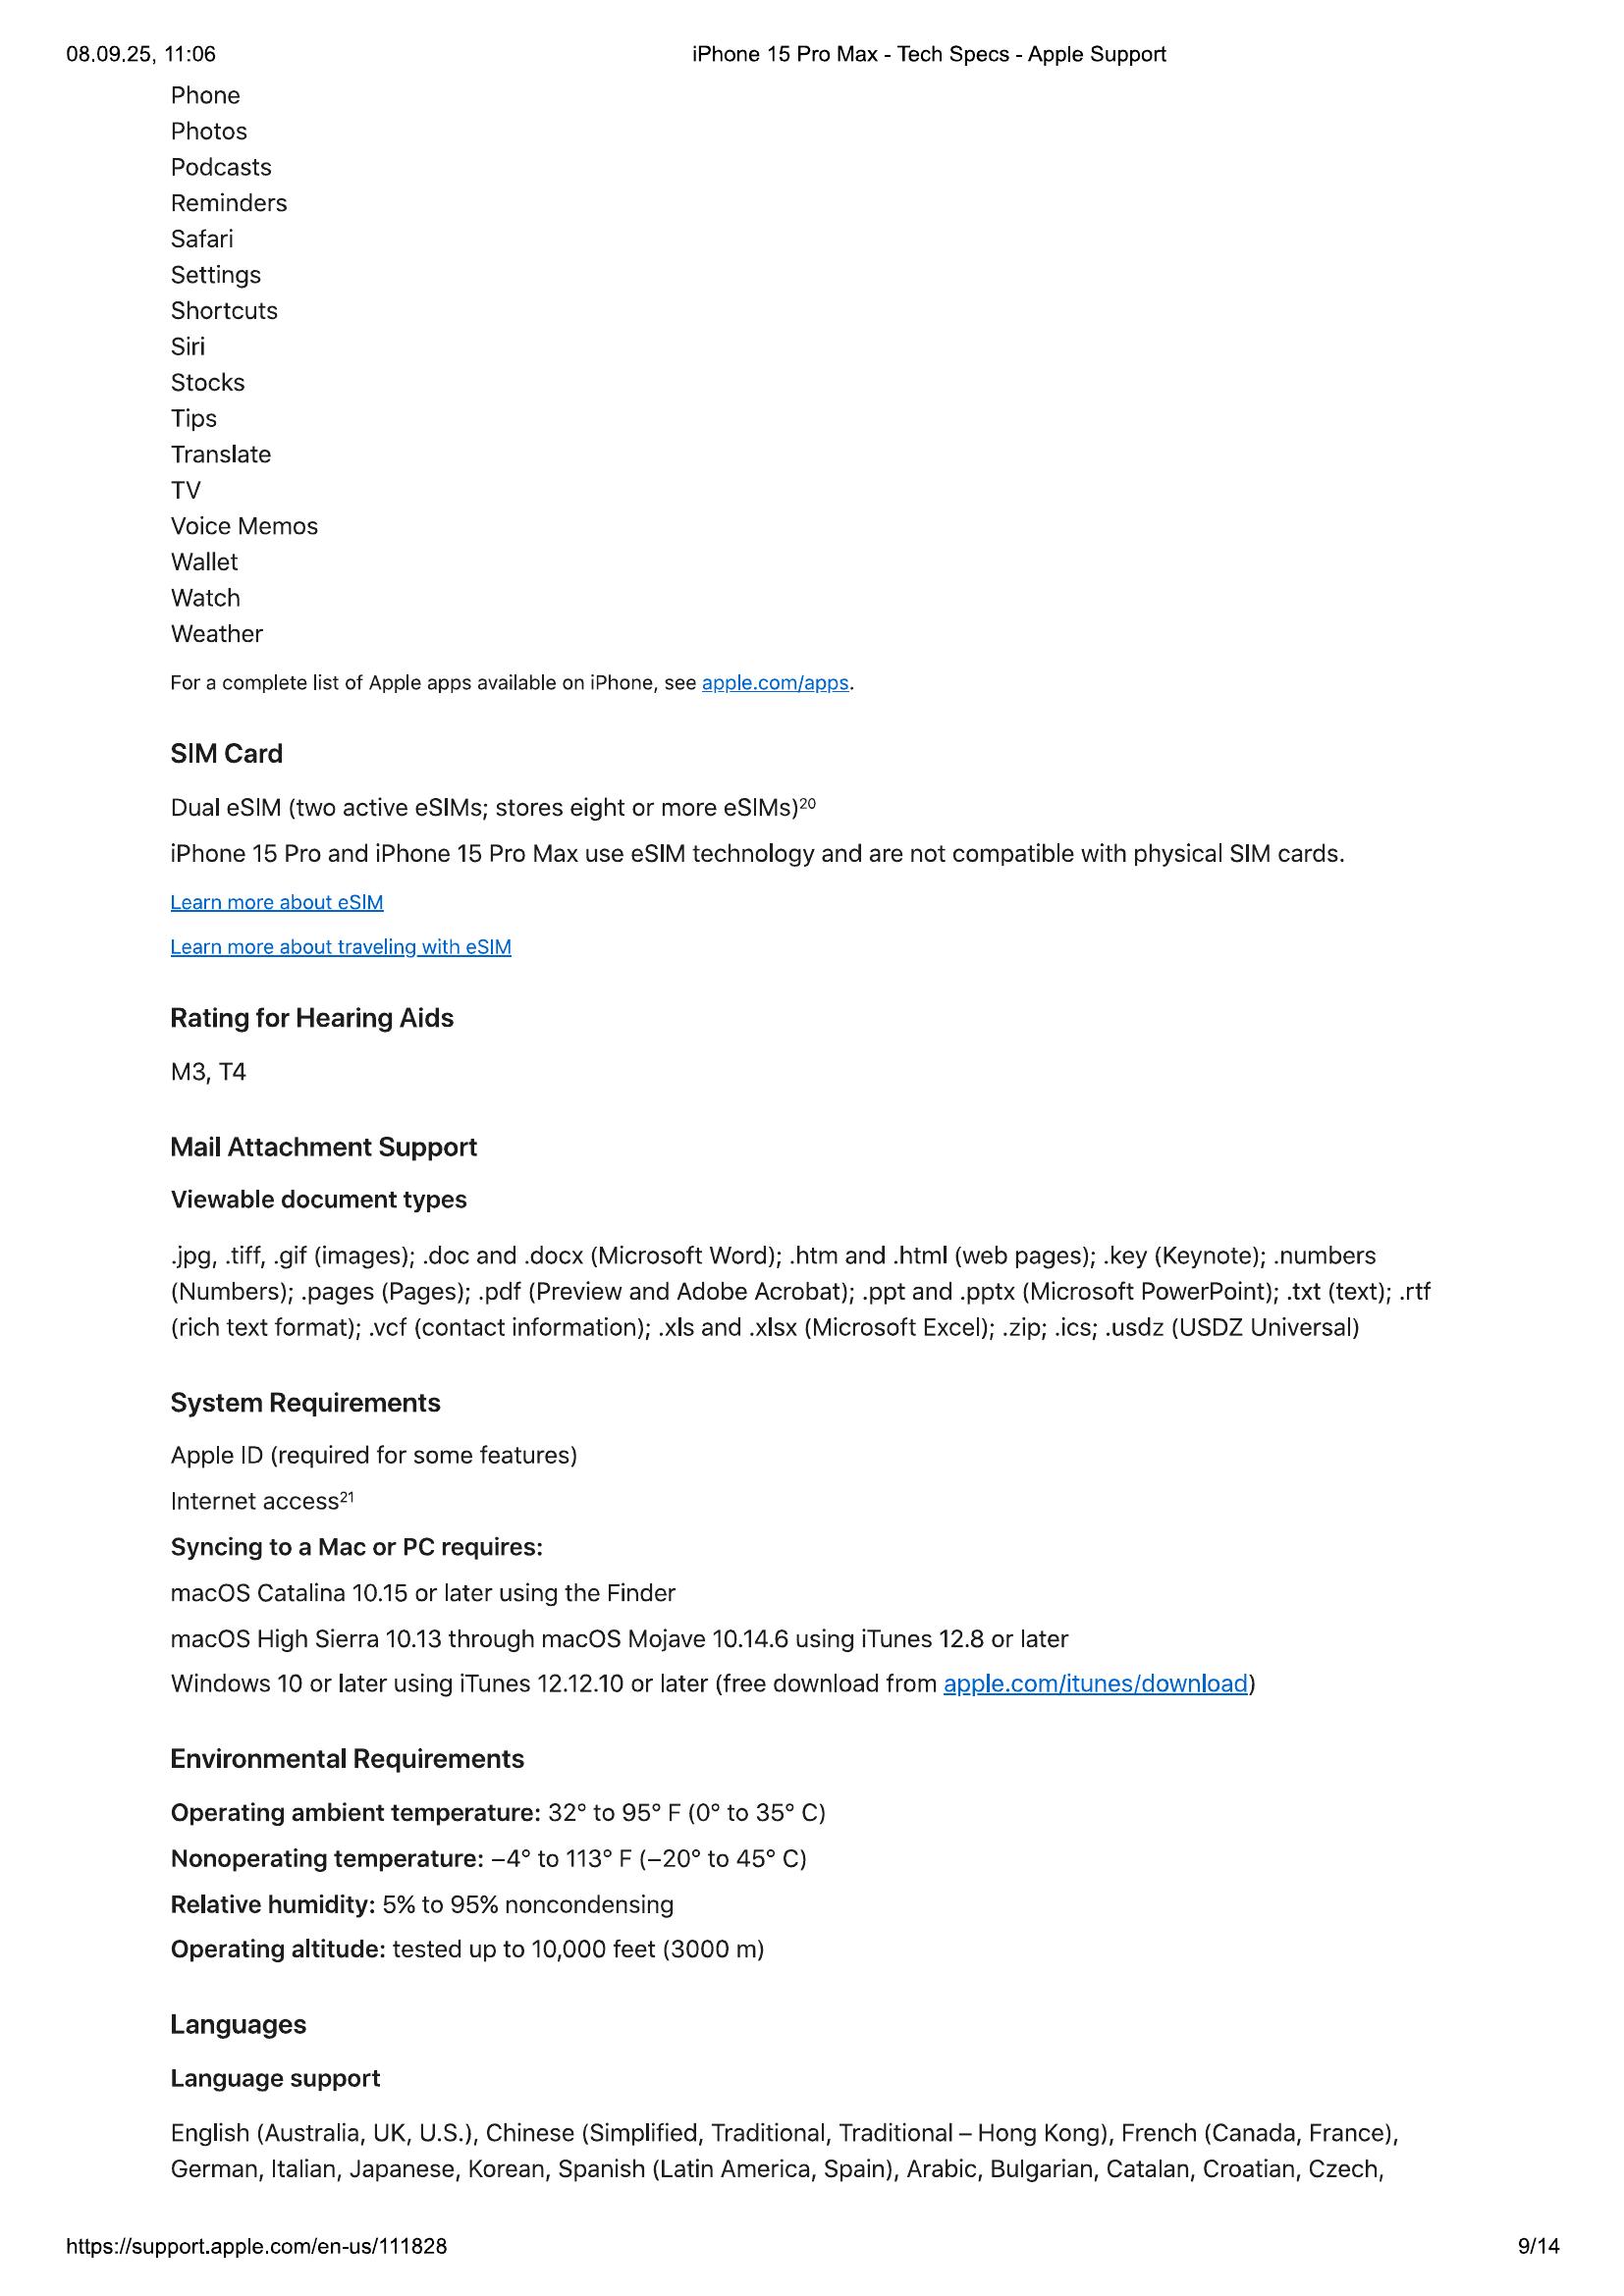 08.09.25, 11:06
iPhone 15 Pro Max - Tech Specs - Apple Support
Phone
Photos
Podcasts
Reminders
Safari
Settings
Shortcuts
Siri
Stocks
Tips
Translate
TV
Voice Memos
Wallet
Watch
Weather
For a complete list of Apple apps available on iPhone, see apple.com/apps.
SIM Card
Dual eSIM (two active eSIMs; stores eight or more eSIMs)²⁰
iPhone 15 Pro and iPhone 15 Pro Max use eSIM technology and are not compatible with physical SIM cards.
Learn more about eSIM
Learn more about traveling with eSIM
Rating for Hearing Aids
M3, T4
Mail Attachment Support
Viewable document types
.jpg, .tiff, .gif (images); .doc and .docx (Microsoft Word); .htm and .html (web pages); .key (Keynote); .numbers
(Numbers); .pages (Pages); .pdf (Preview and Adobe Acrobat); .ppt and .pptx (Microsoft PowerPoint); .txt (text); .rtf
(rich text format); .vcf (contact information); .xls and .xlsx (Microsoft Excel); .zip; .ics; .usdz (USDZ Universal)
System Requirements
Apple ID (required for some features)
Internet access²¹
Syncing to a Mac or PC requires:
macOS Catalina 10.15 or later using the Finder
macOS High Sierra 10.13 through macOS Mojave 10.14.6 using iTunes 12.8 or later
Windows 10 or later using iTunes 12.12.10 or later (free download from apple.com/itunes/download)
Environmental Requirements
Operating ambient temperature: 32° to 95° F (0° to 35° C)
Nonoperating temperature: −4° to 113° F (−20° to 45° C)
Relative humidity: 5% to 95% noncondensing
Operating altitude: tested up to 10,000 feet (3000 m)
Languages
Language support
English (Australia, UK, U.S.), Chinese (Simplified, Traditional, Traditional – Hong Kong), French (Canada, France),
German, Italian, Japanese, Korean, Spanish (Latin America, Spain), Arabic, Bulgarian, Catalan, Croatian, Czech,
https://support.apple.com/en-us/111828
9/14